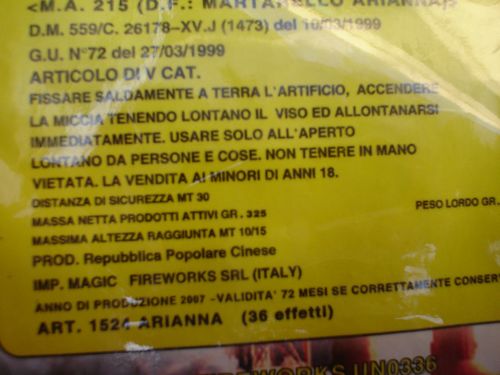 <M.A. 215 (D.F.: MARTARELLO ARIANNA)>
D.M. 559/C. 26178-XV.J (1473) del 10/03/1999
G.U. N°72 del 27/03/1999
ARTICOLO DI V CAT.
FISSARE SALDAMENTE A TERRA L'ARTIFICIO, ACCENDERE
LA MICCIA TENENDO LONTANO IL VISO ED ALLONTANARSI
IMMEDIATAMENTE. USARE SOLO ALL'APERTO
LONTANO DA PERSONE E COSE. NON TENERE IN MANO
VIETATA. LA VENDITA AI MINORI DI ANNI 18.
DISTANZA DI SICUREZZA MT 30
MASSA NETTA PRODOTTI ATTIVI GR. 325 PESO LORDO GR.
MASSIMA ALTEZZA RAGGIUNTA MT 10/15
PROD. Repubblica Popolare Cinese
IMP. MAGIC FIREWORKS SRL (ITALY)
ANNO DI PRODUZIONE 2007 -VALIDITA' 72 MESI SE CORRETTAMENTE CONSERV
ART. 1524 ARIANNA (36 effetti)
FIREWORKS UN0336